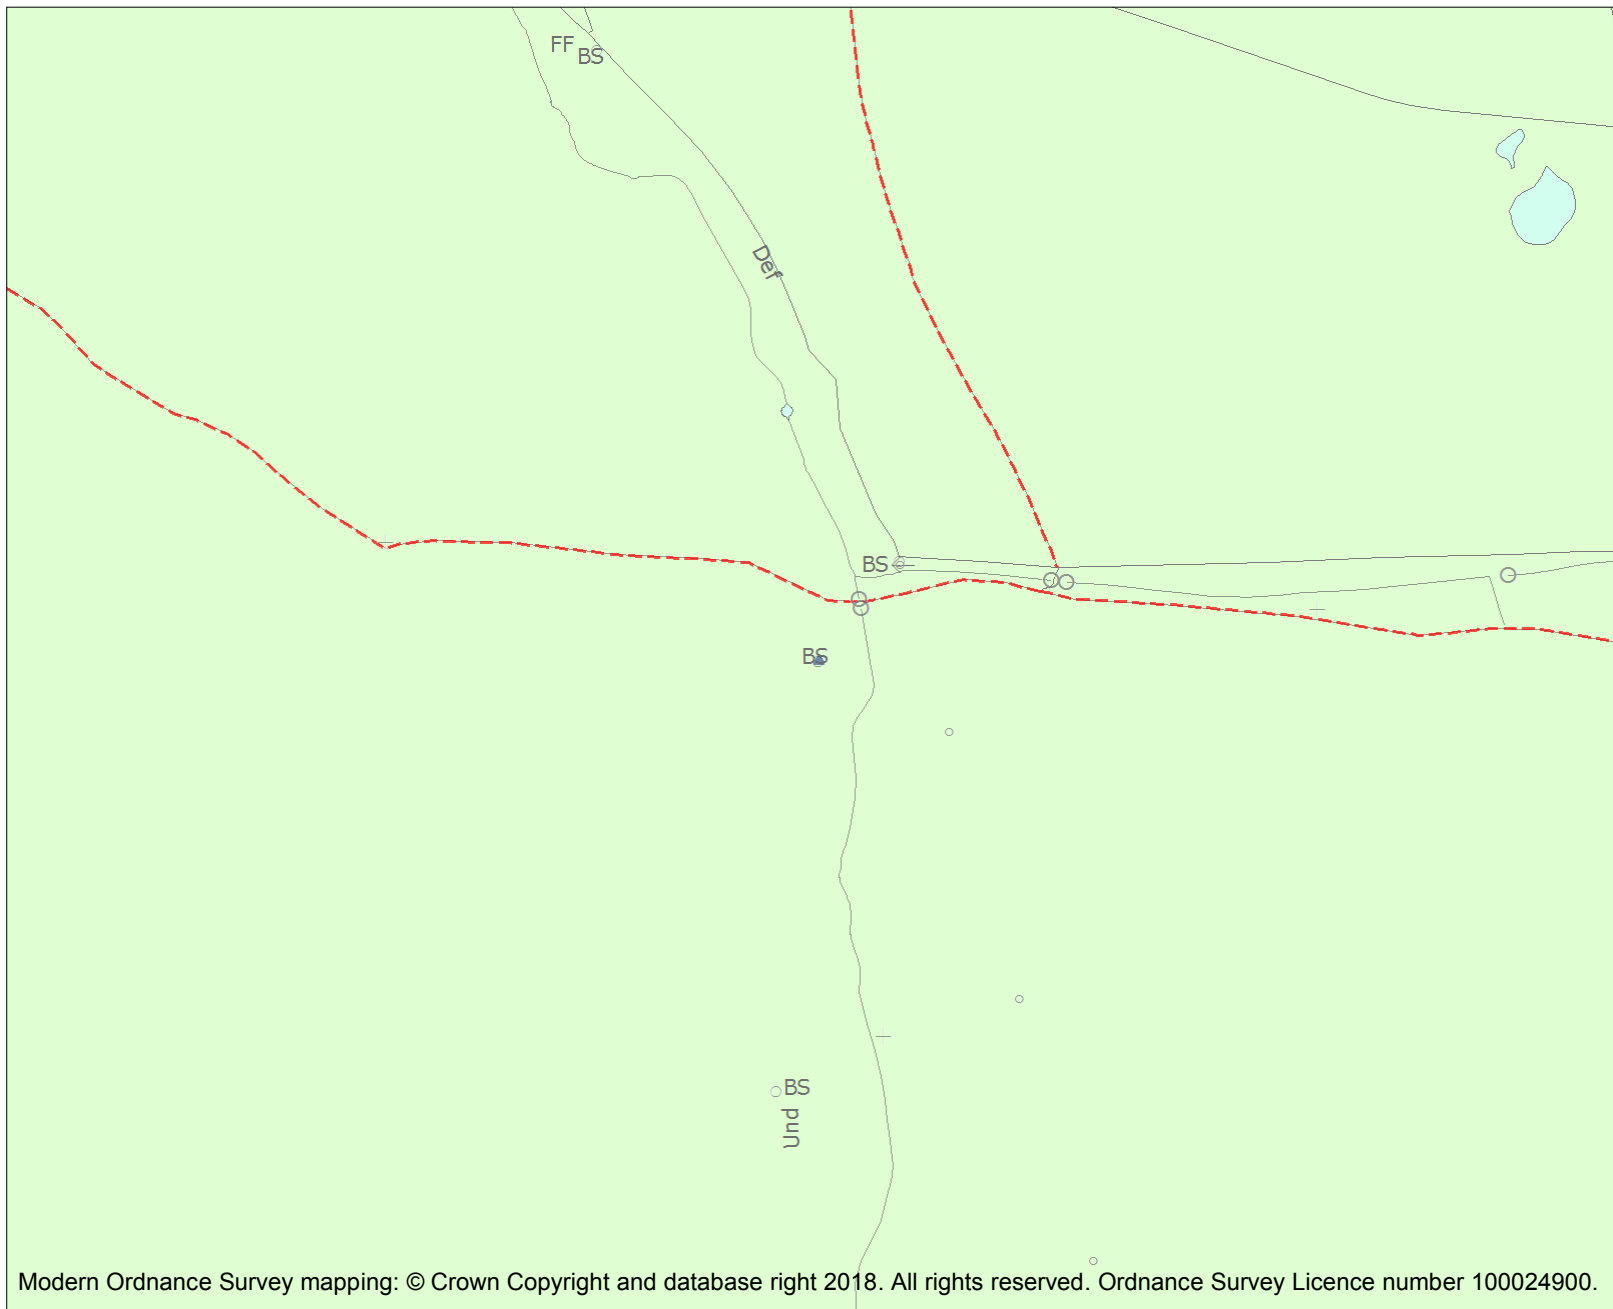 FF
BS
Def
BS
BS
BS
Und
Modern Ordnance Survey mapping: © Crown Copyright and database right 2018. All rights reserved. Ordnance Survey Licence number 100024900.